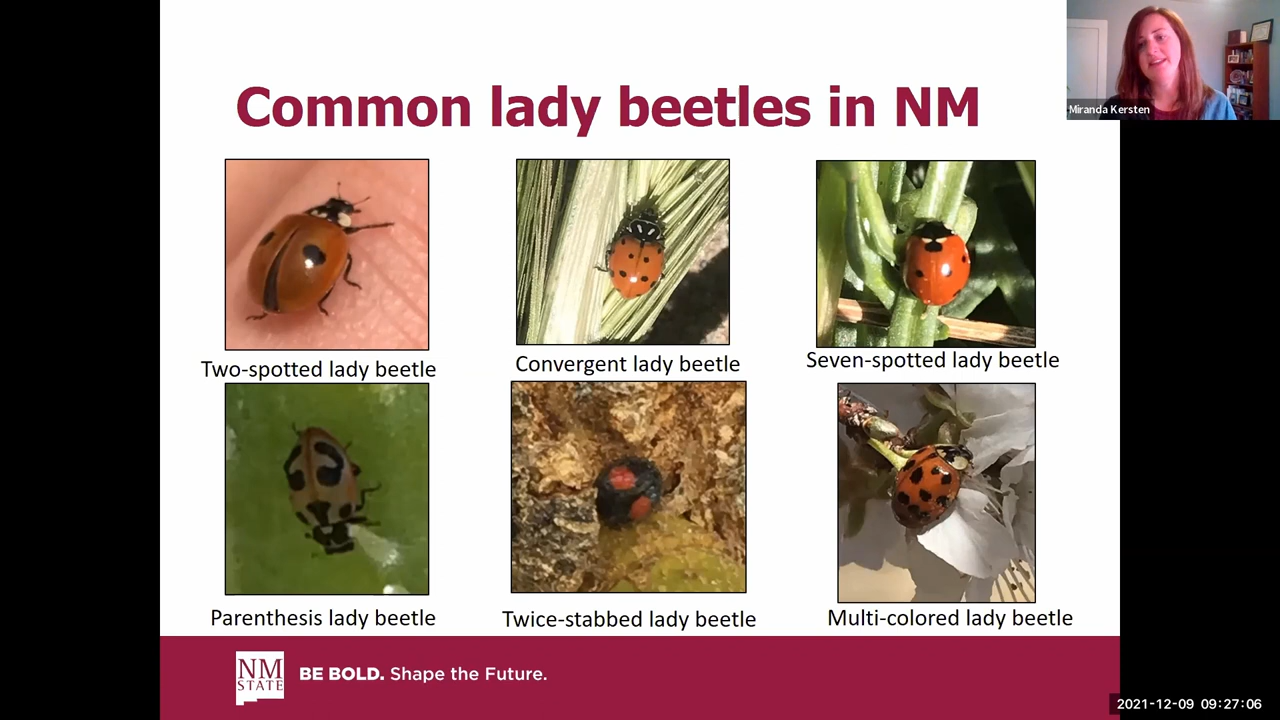 Common lady beetles in NM
Miranda Kersten
Two-spotted lady beetle
Convergent lady beetle
Seven-spotted lady beetle
Parenthesis lady beetle
Twice-stabbed lady beetle
Multi-colored lady beetle
NM
STATE
BE BOLD. Shape the Future.
2021-12-09 09:27:06